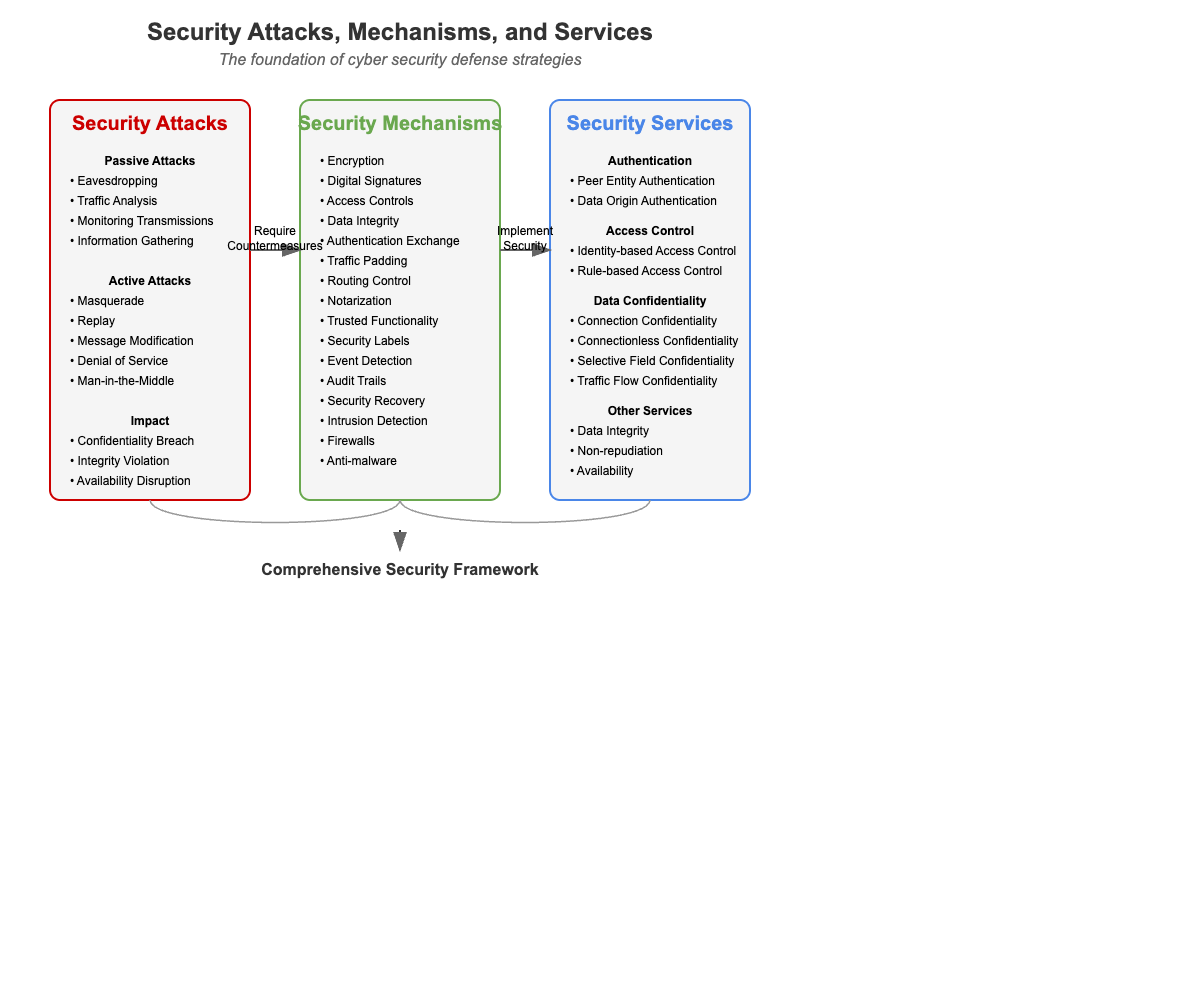 Security Attacks, Mechanisms, and Services
The foundation of cyber security defense strategies
Security Attacks
Passive Attacks
• Eavesdropping
• Traffic Analysis
• Monitoring Transmissions
• Information Gathering
Active Attacks
• Masquerade
• Replay
• Message Modification
• Denial of Service
• Man-in-the-Middle
Impact
• Confidentiality Breach
• Integrity Violation
• Availability Disruption
Require
Countermeasures
Security Mechanisms
• Encryption
• Digital Signatures
• Access Controls
• Data Integrity
• Authentication Exchange
• Traffic Padding
• Routing Control
• Notarization
• Trusted Functionality
• Security Labels
• Event Detection
• Audit Trails
• Security Recovery
• Intrusion Detection
• Firewalls
• Anti-malware
Implement
Security
Security Services
Authentication
• Peer Entity Authentication
• Data Origin Authentication
Access Control
• Identity-based Access Control
• Rule-based Access Control
Data Confidentiality
• Connection Confidentiality
• Connectionless Confidentiality
• Selective Field Confidentiality
• Traffic Flow Confidentiality
Other Services
• Data Integrity
• Non-repudiation
• Availability
Comprehensive Security Framework